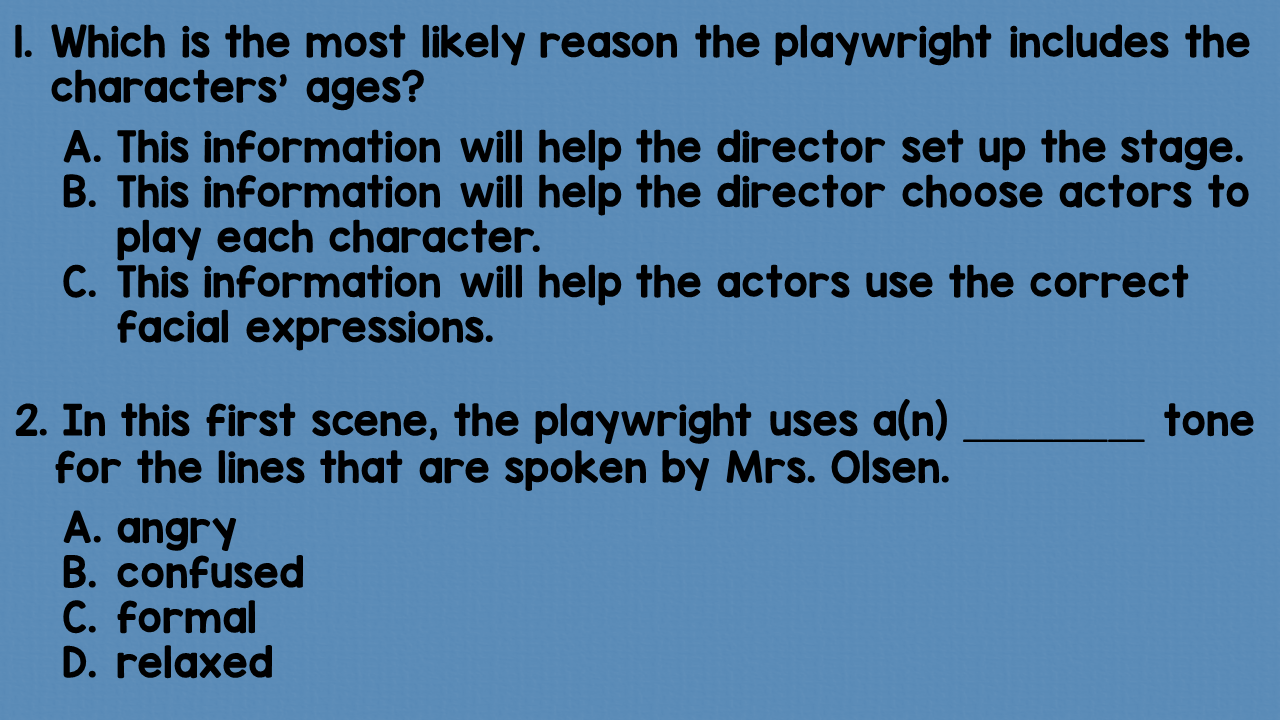 1. Which is the most likely reason the playwright includes the
characters' ages?
A. This information will help the director set up the stage.
B. This information will help the director choose actors to
play each character.
C. This information will help the actors use the correct
facial expressions.
2. In this first scene, the playwright uses a(n) ________ tone
for the lines that are spoken by Mrs. Olsen.
A. angry
B. confused
C. formal
D. relaxed